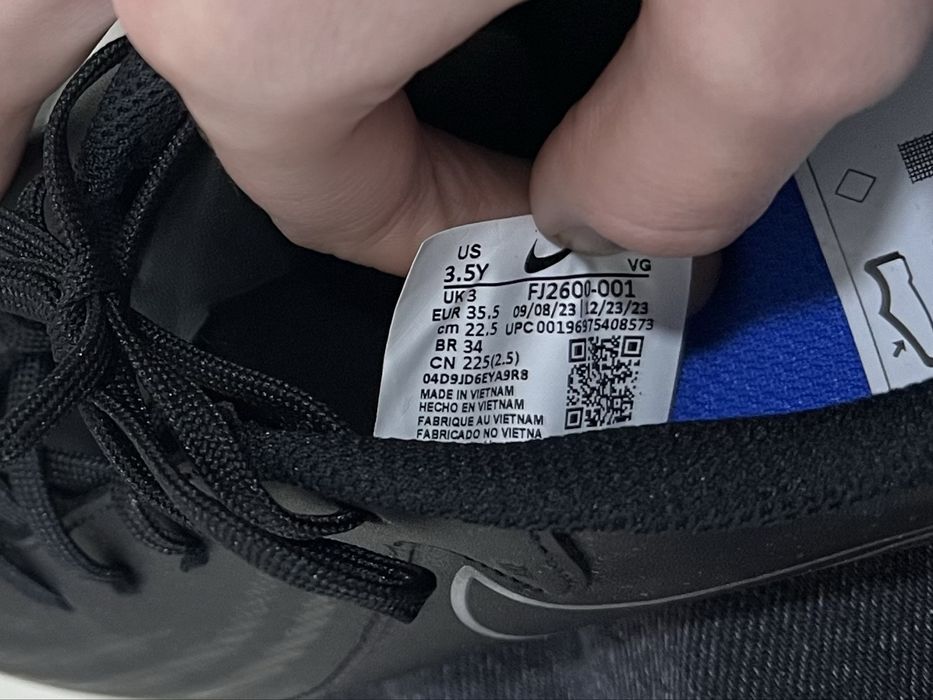 US VG
3.5Y
UK 3 FJ2600-001
EUR 35.5 09/08/23 12/23/23
cm 22.5 UPC 00196975408573
BR 34
CN 225(2.5)
04D9JD6EYA9R8
MADE IN VIETNAM
HECHO EN VIETNAM
FABRIQUE AU VIETNAM
FABRICADO NO VIETNA